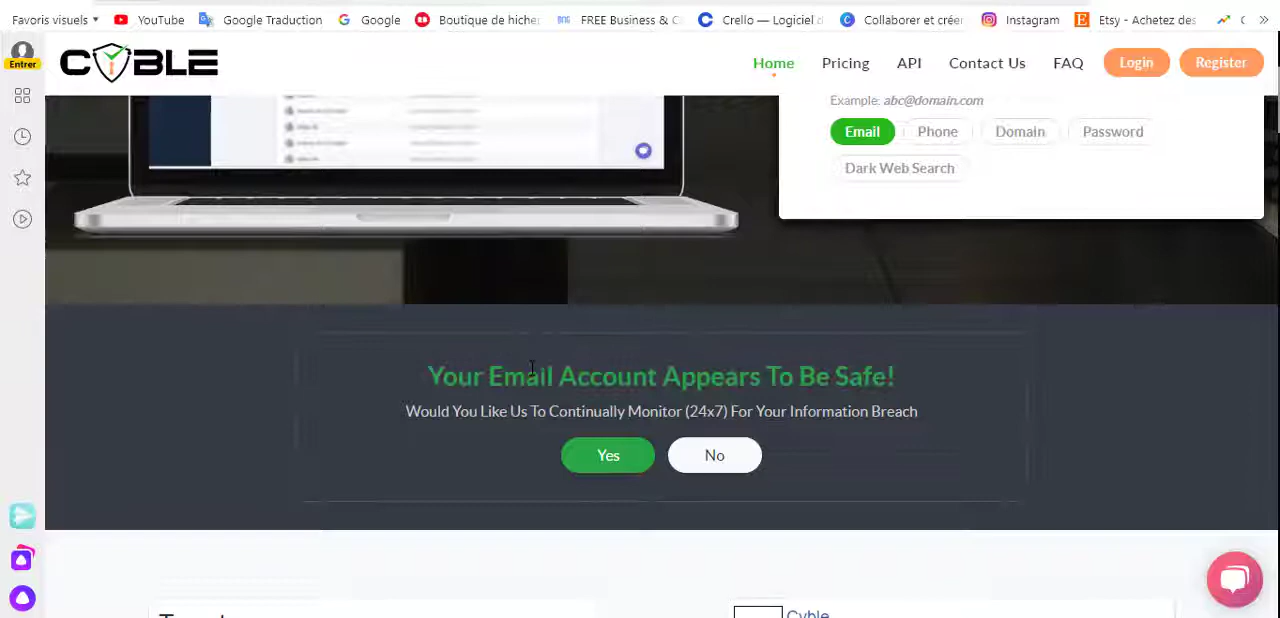 Favoris visuels YouTube Google Traduction Google Boutique de hicher FREE Business & C Crello — Logiciel d Collaborer et créer Instagram Etsy - Achetez des
Entrer
CYBLE Home Pricing API Contact Us FAQ Login Register
Example: abc@domain.com
Email Phone Domain Password
Dark Web Search
Your Email Account Appears To Be Safe!
Would You Like Us To Continually Monitor (24x7) For Your Information Breach
Yes No
Cyble